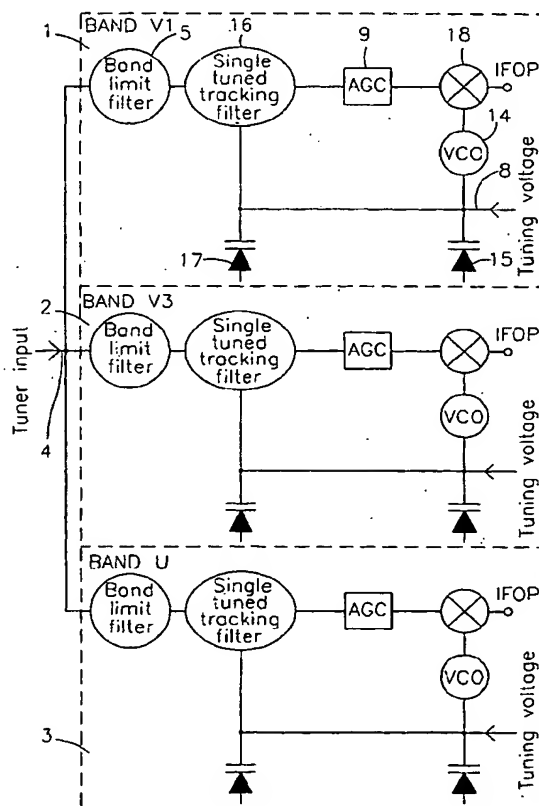 BAND V1
1
5
16
9
18
Band
limit
filter
Single
tuned
tracking
filter
AGC
IFOP
14
VCO
8
Tuning voltage
17
15
BAND V3
2
Band
limit
filter
Single
tuned
tracking
filter
AGC
IFOP
Tuner input
4
VCO
Tuning voltage
BAND U
Band
limit
filter
Single
tuned
tracking
filter
AGC
IFOP
VCO
3
Tuning voltage